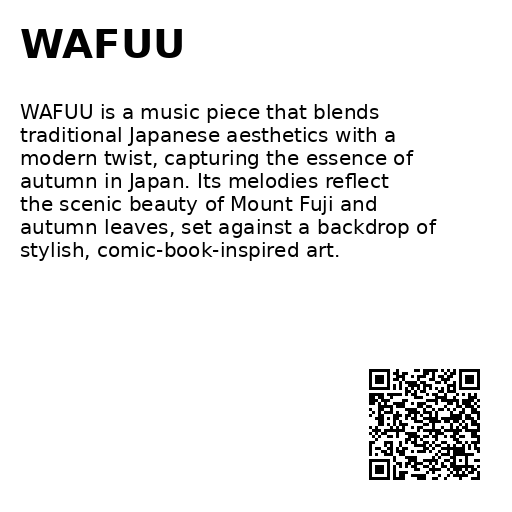 WAFUU
WAFUU is a music piece that blends
traditional Japanese aesthetics with a
modern twist, capturing the essence of
autumn in Japan. Its melodies reflect
the scenic beauty of Mount Fuji and
autumn leaves, set against a backdrop of
stylish, comic-book-inspired art.